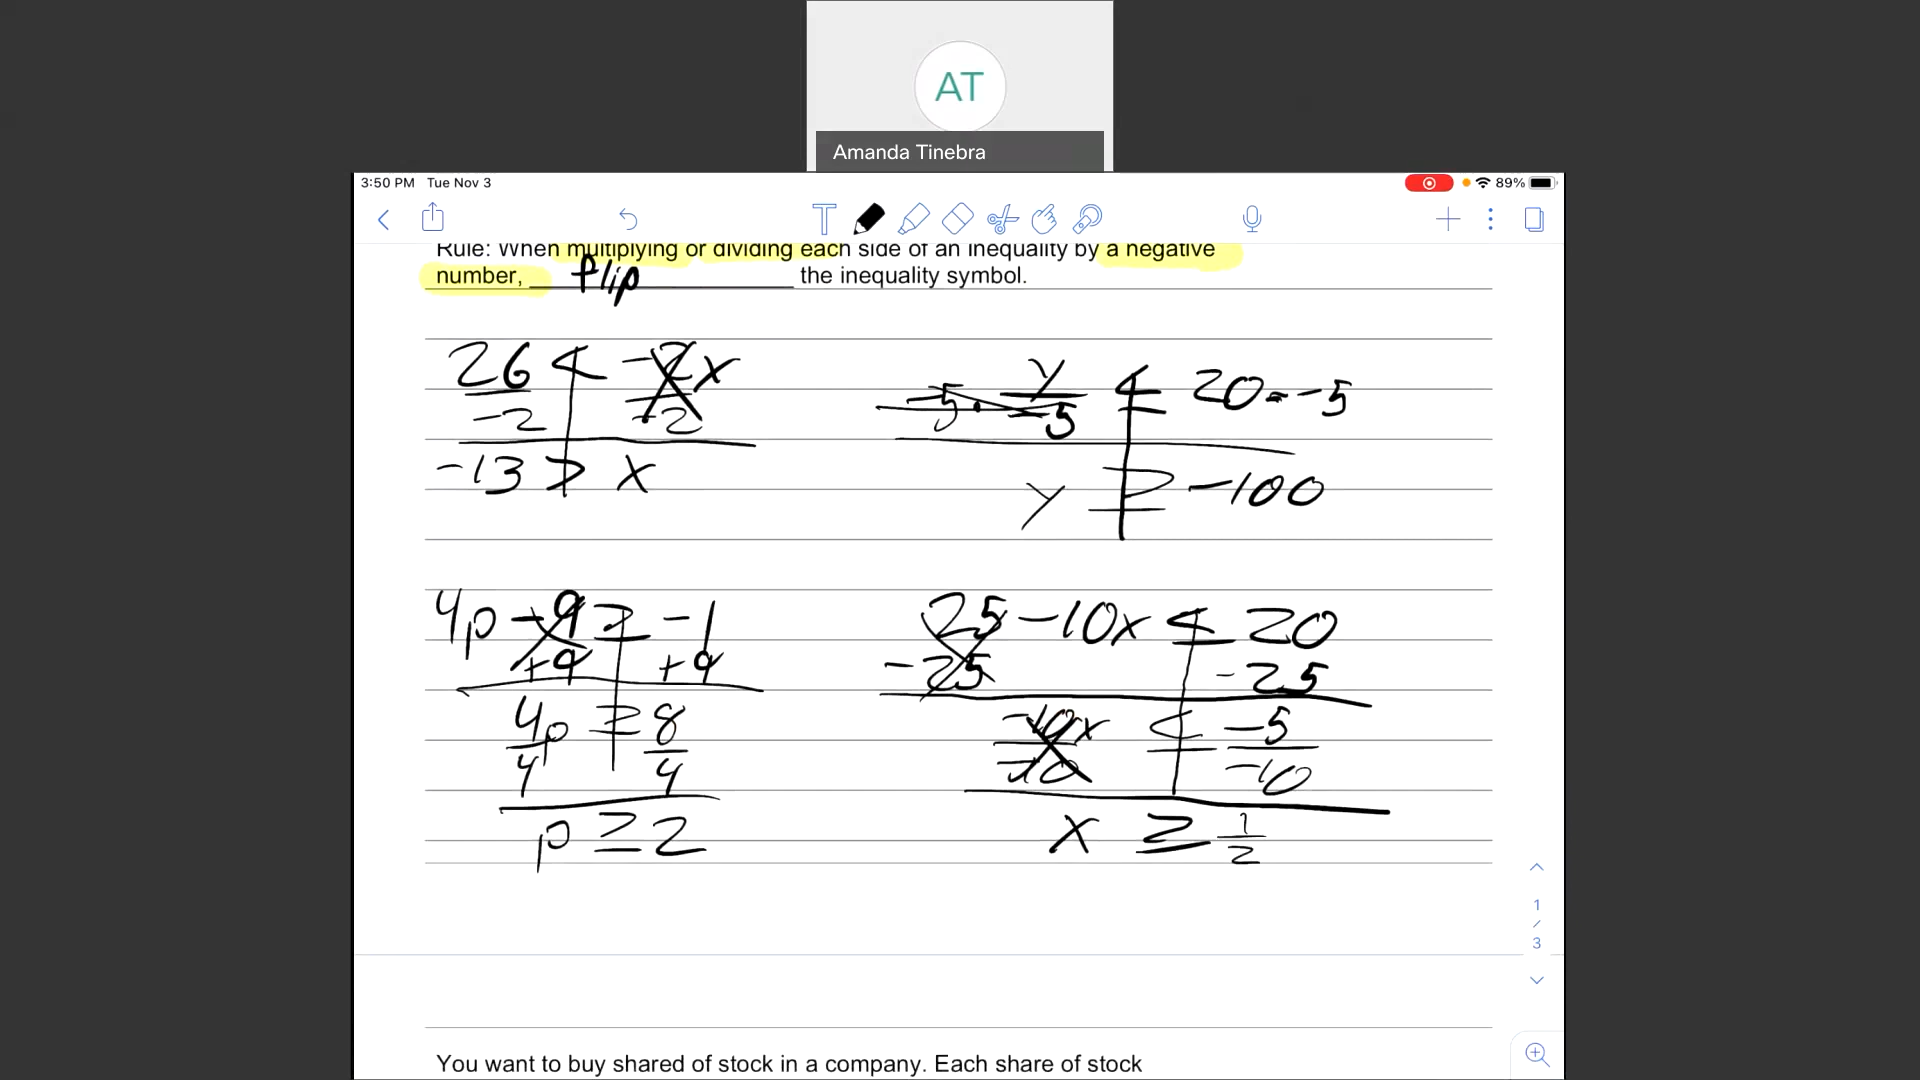 AT
Amanda Tinebra
3:50 PM Tue Nov 3
89%
Rule: When multiplying or dividing each side of an inequality by a negative
number, flip the inequality symbol.
26 < -2x
-2 -2
-13 > x
-5 · y/-5 ≤ 20 · -5
y ≥ -100
4p - 9 ≥ -1
+9 +9
4p ≥ 8
4 4
p ≥ 2
25 - 10x ≤ 20
-25 -25
-10x ≤ -5
-10 -10
x ≥ 1/2
1
/
3
You want to buy shared of stock in a company. Each share of stock